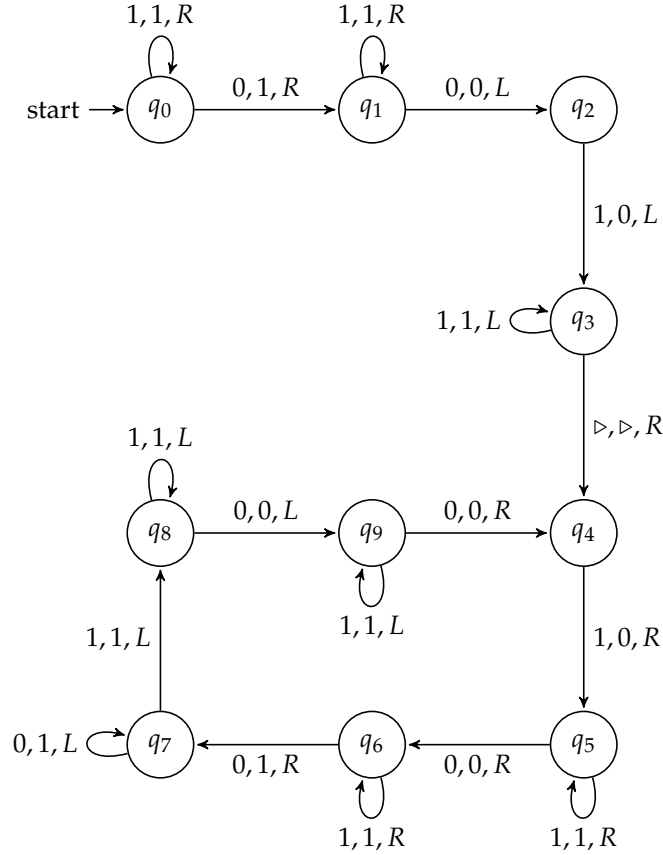 1, 1, R 1, 1, R
start q0 0, 1, R q1 0, 0, L q2
1, 0, L
1, 1, L q3
▷, ▷, R
1, 1, L
q8 0, 0, L q9 0, 0, R q4
1, 1, L
1, 1, L 1, 0, R
0, 1, L q7 0, 1, R q6 0, 0, R q5
1, 1, R 1, 1, R